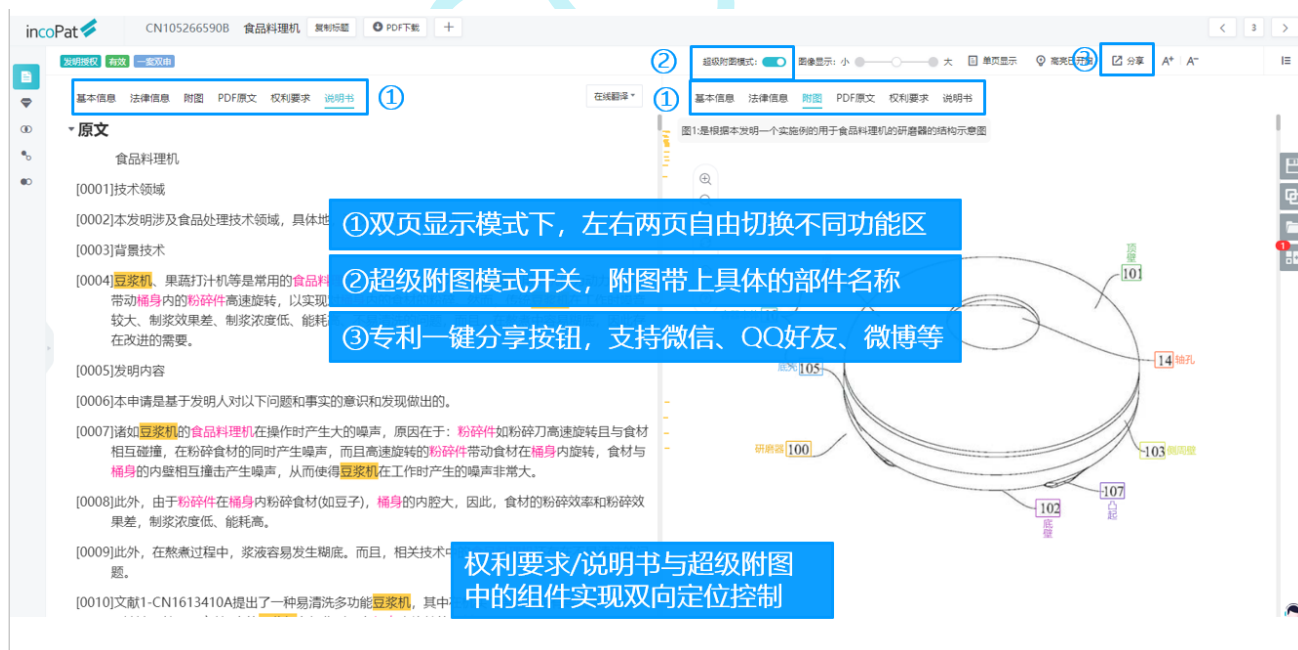 incoPat
CN105266590B 食品料理机 复制标题 PDF下载
3
发明授权 有效 一案双申
② 超级附图模式: 图像显示: 小 大 单页显示 高亮已开启 ③ 分享 A+ A-
基本信息 法律信息 附图 PDF原文 权利要求 说明书 ① 在线翻译
① 基本信息 法律信息 附图 PDF原文 权利要求 说明书
原文
图1:是根据本发明一个实施例的用于食品料理机的研磨器的结构示意图
食品料理机
[0001]技术领域
[0002]本发明涉及食品处理技术领域，具体地
①双页显示模式下，左右两页自由切换不同功能区
[0003]背景技术
[0004]豆浆机、果蔬打汁机等是常用的食品料
②超级附图模式开关，附图带上具体的部件名称
带动桶身内的粉碎件高速旋转，以实现
较大、制浆效果差、制浆浓度低、能耗
③专利一键分享按钮，支持微信、QQ好友、微博等
在改进的需要。
顶壁
101
14 轴孔
105
研磨器 100
103
107
凸起
102
底壁
1
[0005]发明内容
[0006]本申请是基于发明人对以下问题和事实的意识和发现做出的。
[0007]诸如豆浆机的食品料理机在操作时产生大的噪声，原因在于：粉碎件如粉碎刀高速旋转且与食材
相互碰撞，在粉碎食材的同时产生噪声，而且高速旋转的粉碎件带动食材在桶身内旋转，食材与
桶身的内壁相互撞击产生噪声，从而使得豆浆机在工作时产生的噪声非常大。
[0008]此外，由于粉碎件在桶身内粉碎食材(如豆子)，桶身的内腔大，因此，食材的粉碎效率和粉碎效
果差，制浆浓度低、能耗高。
[0009]此外，在熬煮过程中，浆液容易发生糊底。而且，相关技术中
题。
[0010]文献1-CN1613410A提出了一种易清洗多功能豆浆机，其中
权利要求/说明书与超级附图
中的组件实现双向定位控制